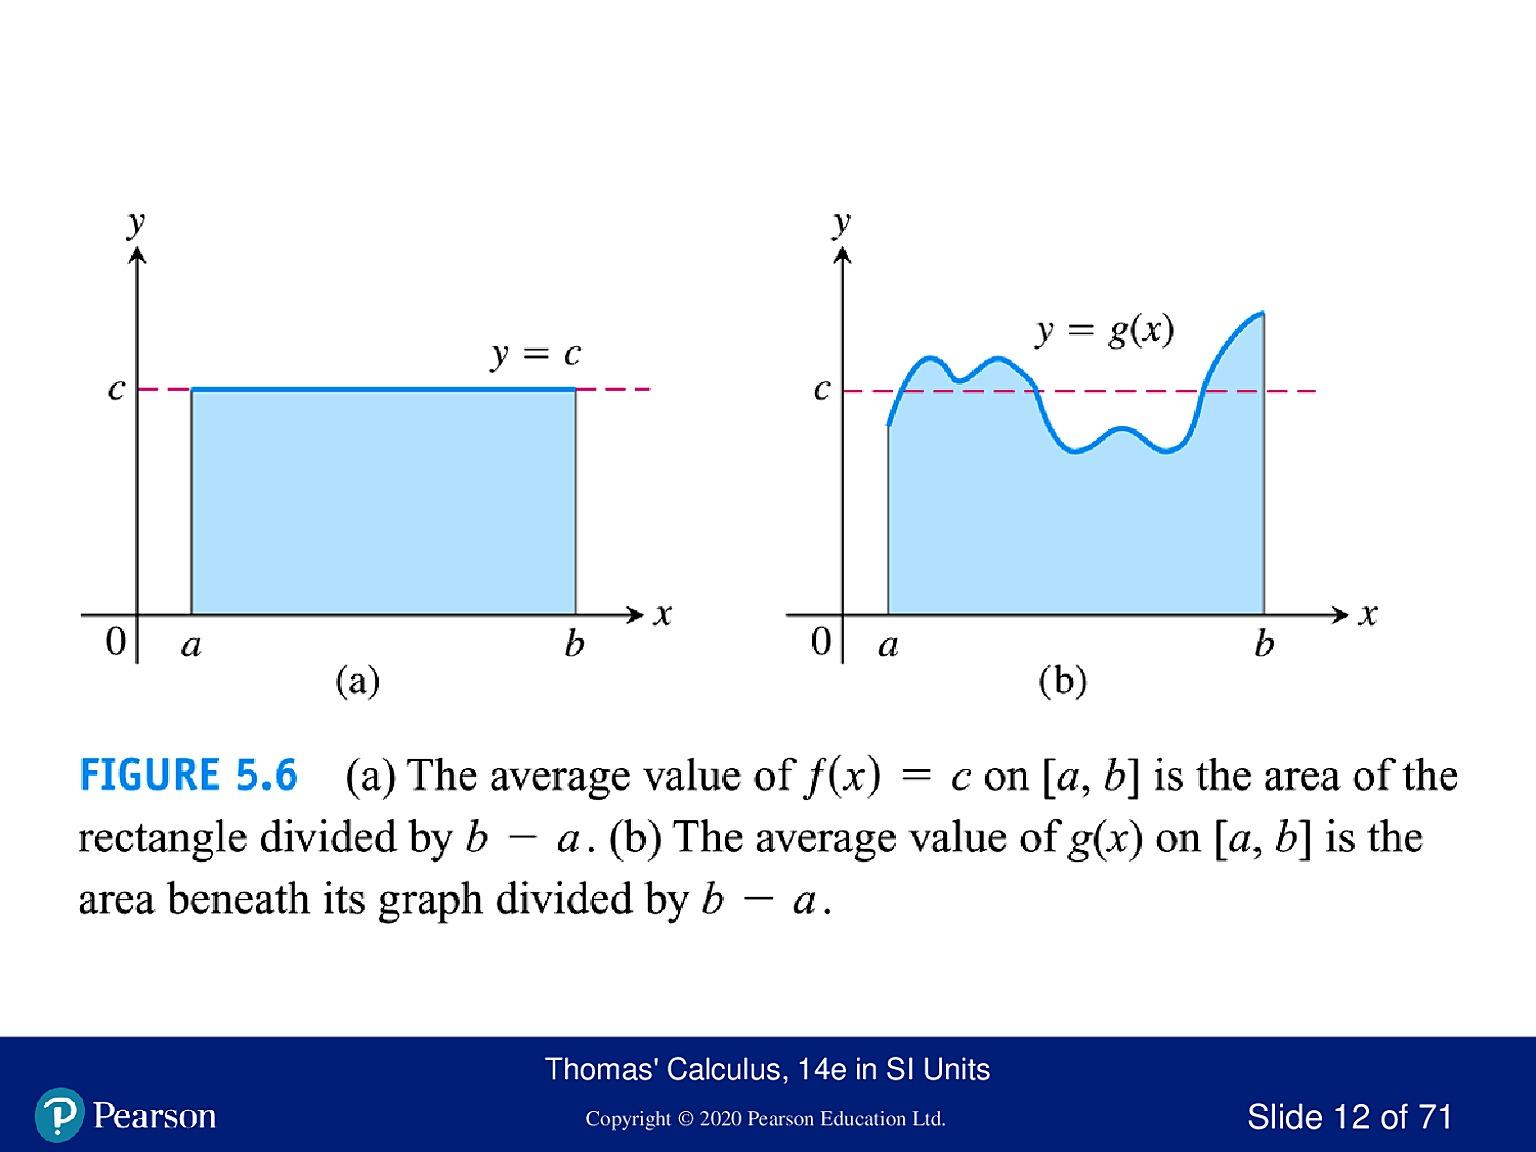 y
y = c
c
0
a
b
x
(a)
y
y = g(x)
c
0
a
b
x
(b)
FIGURE 5.6 (a) The average value of f(x) = c on [a, b] is the area of the
rectangle divided by b − a. (b) The average value of g(x) on [a, b] is the
area beneath its graph divided by b − a.
Thomas' Calculus, 14e in SI Units
Pearson
Copyright © 2020 Pearson Education Ltd.
Slide 12 of 71